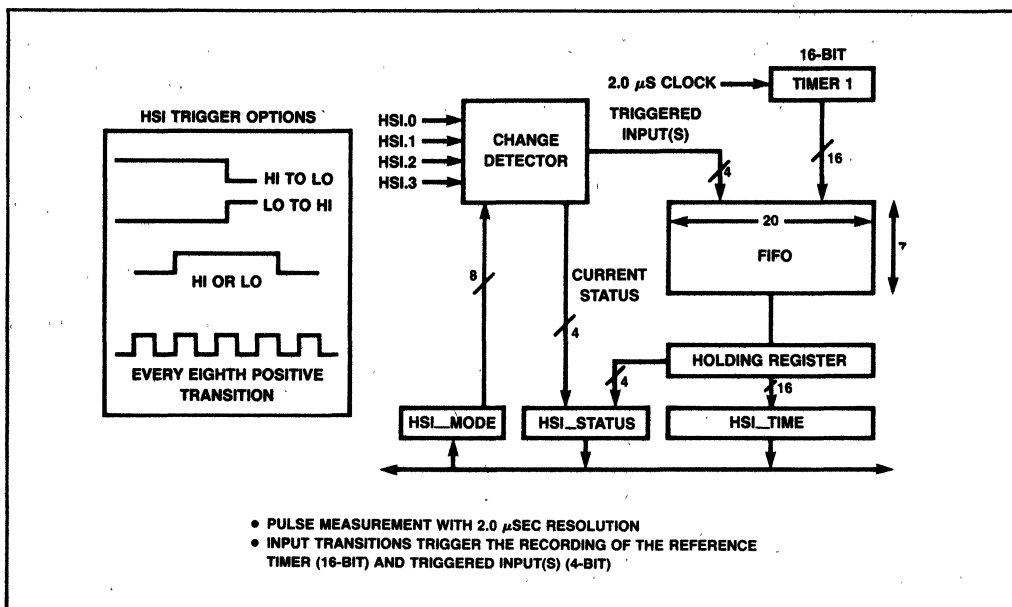 16-BIT
2.0 μS CLOCK
TIMER 1
HSI TRIGGER OPTIONS
HI TO LO
LO TO HI
HI OR LO
EVERY EIGHTH POSITIVE
TRANSITION
HSI.0
HSI.1
HSI.2
HSI.3
CHANGE
DETECTOR
TRIGGERED
INPUT(S)
4
16
20
FIFO
8
CURRENT
STATUS
4
HOLDING REGISTER
4
16
HSI_MODE
HSI_STATUS
HSI_TIME
● PULSE MEASUREMENT WITH 2.0 μSEC RESOLUTION
● INPUT TRANSITIONS TRIGGER THE RECORDING OF THE REFERENCE
TIMER (16-BIT) AND TRIGGERED INPUT(S) (4-BIT)